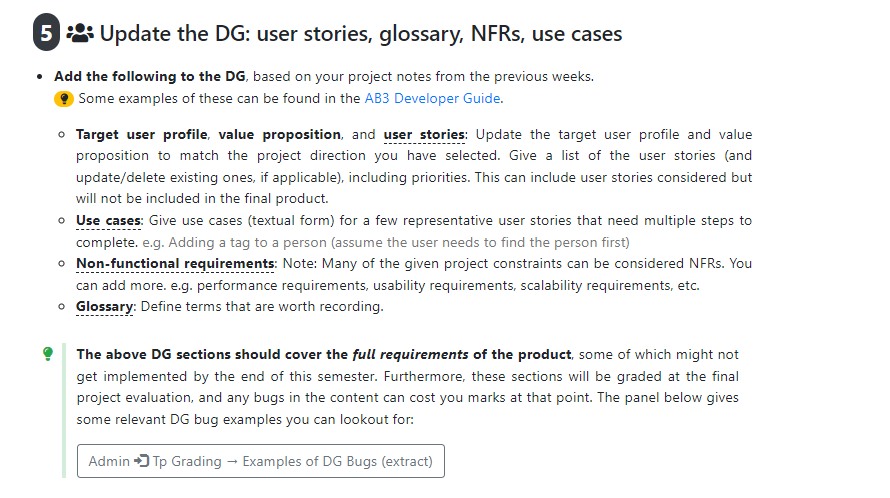 5 Update the DG: user stories, glossary, NFRs, use cases
Add the following to the DG, based on your project notes from the previous weeks.
Some examples of these can be found in the AB3 Developer Guide.
Target user profile, value proposition, and user stories: Update the target user profile and value
proposition to match the project direction you have selected. Give a list of the user stories (and
update/delete existing ones, if applicable), including priorities. This can include user stories considered but
will not be included in the final product.
Use cases: Give use cases (textual form) for a few representative user stories that need multiple steps to
complete. e.g. Adding a tag to a person (assume the user needs to find the person first)
Non-functional requirements: Note: Many of the given project constraints can be considered NFRs. You
can add more. e.g. performance requirements, usability requirements, scalability requirements, etc.
Glossary: Define terms that are worth recording.
The above DG sections should cover the full requirements of the product, some of which might not
get implemented by the end of this semester. Furthermore, these sections will be graded at the final
project evaluation, and any bugs in the content can cost you marks at that point. The panel below gives
some relevant DG bug examples you can lookout for:
Admin Tp Grading → Examples of DG Bugs (extract)